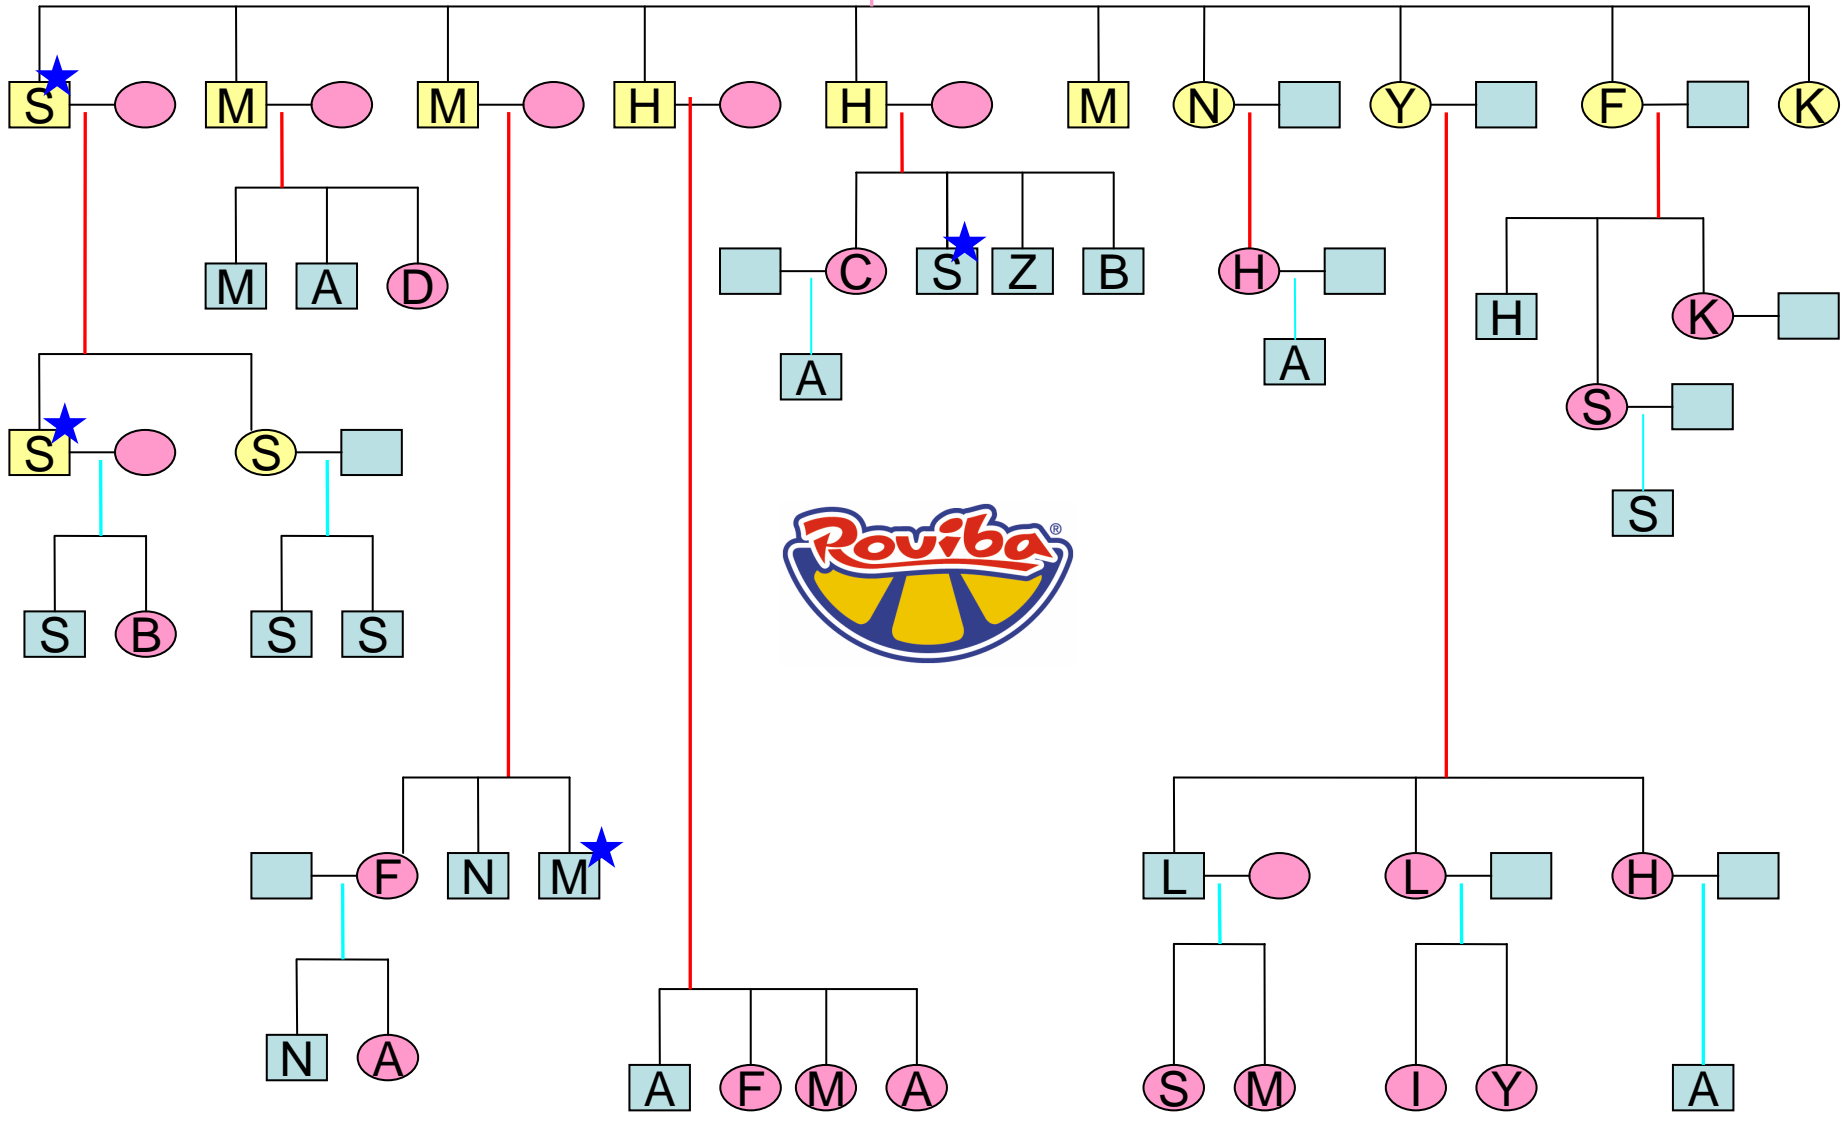 S M M H H M N Y F K
M A D C S Z B H H K
A A S
S S
S
Rouiba ®
S B S S
F N M L L H
N A
A F M A S M I Y A